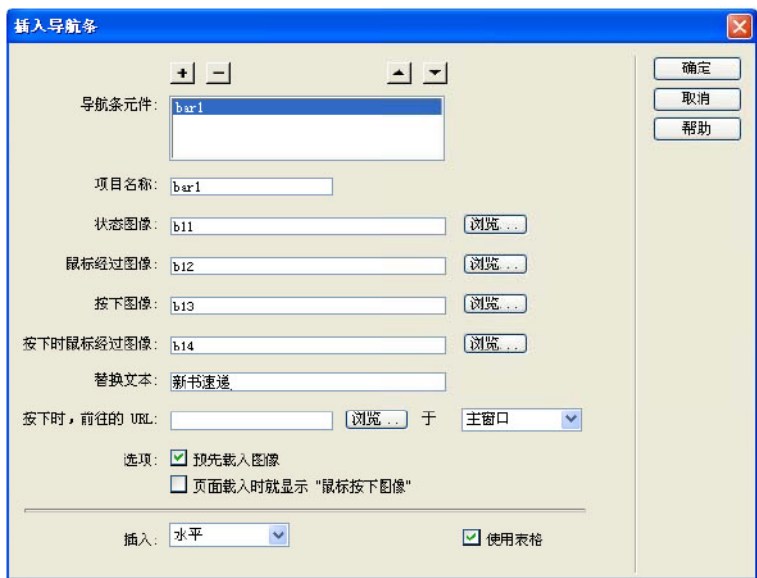 插入导航条
确定
取消
帮助
导航条元件: bar1
项目名称: bar1
状态图像: b11 浏览...
鼠标经过图像: b12 浏览...
按下图像: b13 浏览...
按下时鼠标经过图像: b14 浏览...
替换文本: 新书速递
按下时，前往的 URL: 浏览... 于 主窗口
选项: 预先载入图像
页面载入时就显示 "鼠标按下图像"
插入: 水平 使用表格